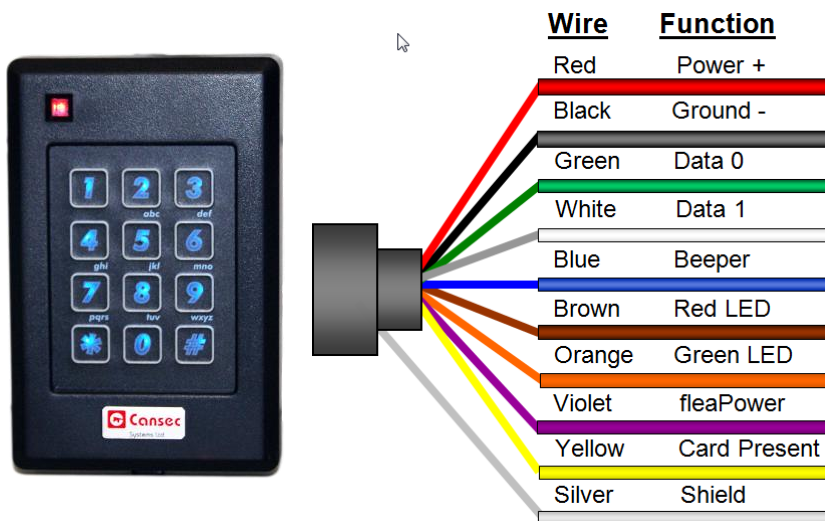 1 2 3
abc def
4 5 6
ghi jkl mno
7 8 9
pqrs tuv wxyz
* 0 #
Cansec
Systems Ltd
Wire Function
Red Power +
Black Ground -
Green Data 0
White Data 1
Blue Beeper
Brown Red LED
Orange Green LED
Violet fleaPower
Yellow Card Present
Silver Shield